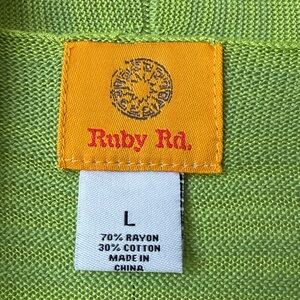 Ruby Rd.
L
70% RAYON
30% COTTON
MADE IN
CHINA